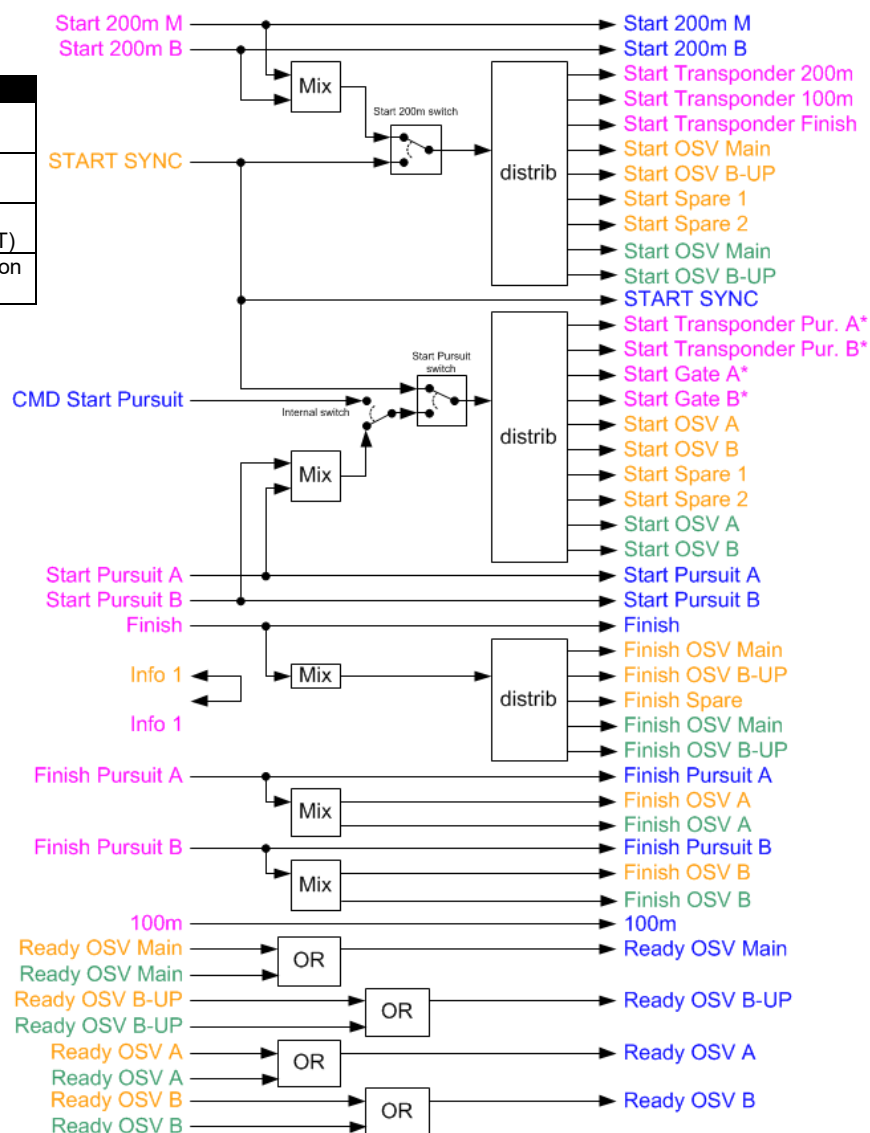 Start 200m M
Start 200m M
Start 200m B
Start 200m B
Start Transponder 200m
Mix
Start Transponder 100m
Start 200m switch
Start Transponder Finish
START SYNC
Start OSV Main
distrib
Start OSV B-UP
Start Spare 1
Start Spare 2
T)
Start OSV Main
on
Start OSV B-UP
START SYNC
Start Transponder Pur. A*
Start Transponder Pur. B*
Start Pursuit
switch
Start Gate A*
CMD Start Pursuit
Internal switch
Start Gate B*
Start OSV A
distrib
Start OSV B
Mix
Start Spare 1
Start Spare 2
Start OSV A
Start OSV B
Start Pursuit A
Start Pursuit A
Start Pursuit B
Start Pursuit B
Finish
Finish
Finish OSV Main
Info 1
Mix
Finish OSV B-UP
distrib
Finish Spare
Info 1
Finish OSV Main
Finish OSV B-UP
Finish Pursuit A
Finish Pursuit A
Mix
Finish OSV A
Finish OSV A
Finish Pursuit B
Finish Pursuit B
Mix
Finish OSV B
Finish OSV B
100m
100m
Ready OSV Main
OR
Ready OSV Main
Ready OSV Main
Ready OSV B-UP
OR
Ready OSV B-UP
Ready OSV B-UP
Ready OSV A
OR
Ready OSV A
Ready OSV A
Ready OSV B
OR
Ready OSV B
Ready OSV B